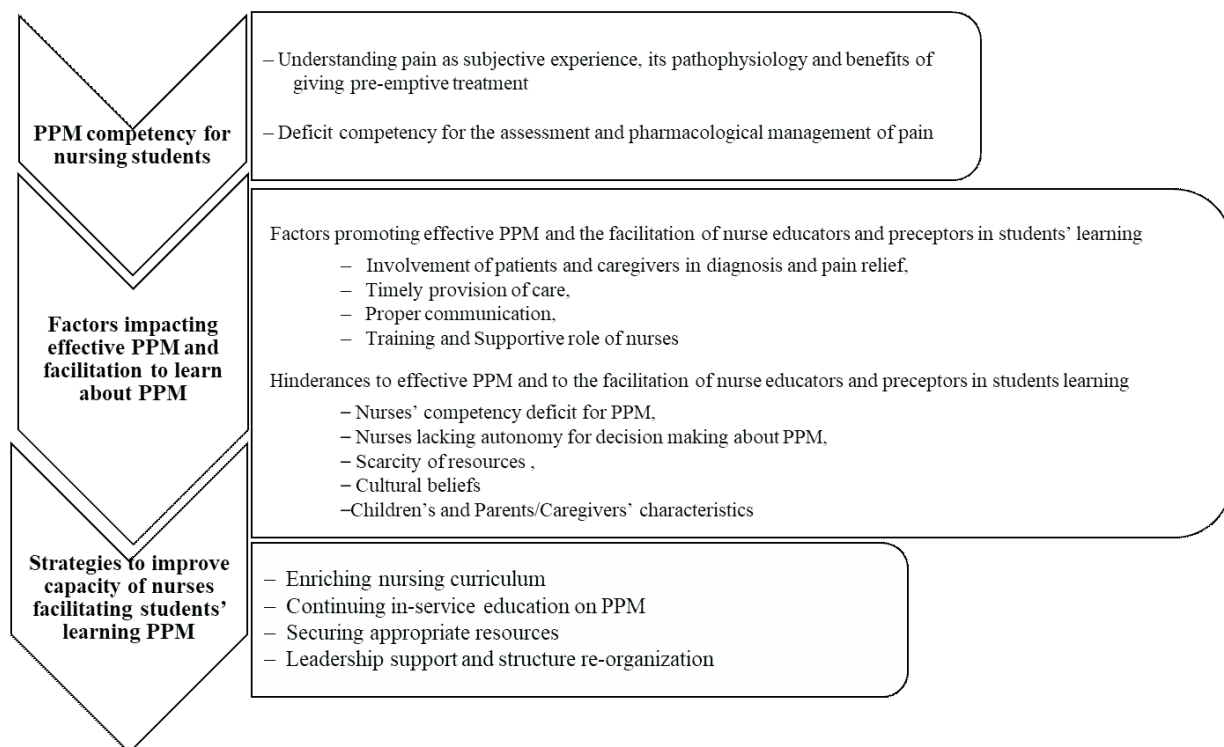 PPM competency for
nursing students
– Understanding pain as subjective experience, its pathophysiology and benefits of
giving pre-emptive treatment
– Deficit competency for the assessment and pharmacological management of pain
Factors impacting
effective PPM and
facilitation to learn
about PPM
Factors promoting effective PPM and the facilitation of nurse educators and preceptors in students’ learning
– Involvement of patients and caregivers in diagnosis and pain relief,
– Timely provision of care,
– Proper communication,
– Training and Supportive role of nurses
Hinderances to effective PPM and to the facilitation of nurse educators and preceptors in students learning
– Nurses’ competency deficit for PPM,
– Nurses lacking autonomy for decision making about PPM,
– Scarcity of resources ,
– Cultural beliefs
–Children’s and Parents/Caregivers’ characteristics
Strategies to improve
capacity of nurses
facilitating students’
learning PPM
– Enriching nursing curriculum
– Continuing in-service education on PPM
– Securing appropriate resources
– Leadership support and structure re-organization